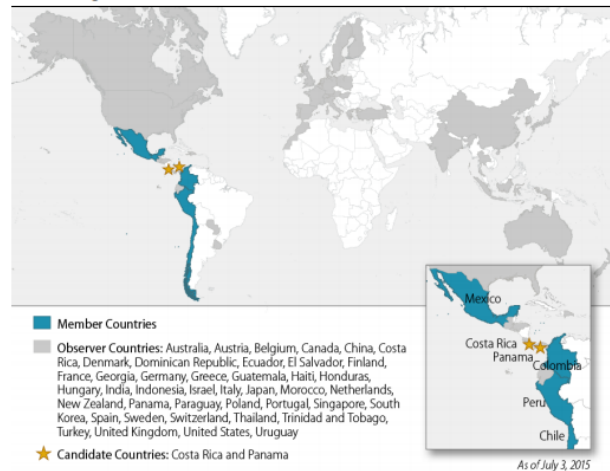 Mexico
Costa Rica
Panama
Colombia
Peru
Chile
Member Countries
Observer Countries: Australia, Austria, Belgium, Canada, China, Costa
Rica, Denmark, Dominican Republic, Ecuador, El Salvador, Finland,
France, Georgia, Germany, Greece, Guatemala, Haiti, Honduras,
Hungary, India, Indonesia, Israel, Italy, Japan, Morocco, Netherlands,
New Zealand, Panama, Paraguay, Poland, Portugal, Singapore, South
Korea, Spain, Sweden, Switzerland, Thailand, Trinidad and Tobago,
Turkey, United Kingdom, United States, Uruguay
Candidate Countries: Costa Rica and Panama
As of July 3, 2015